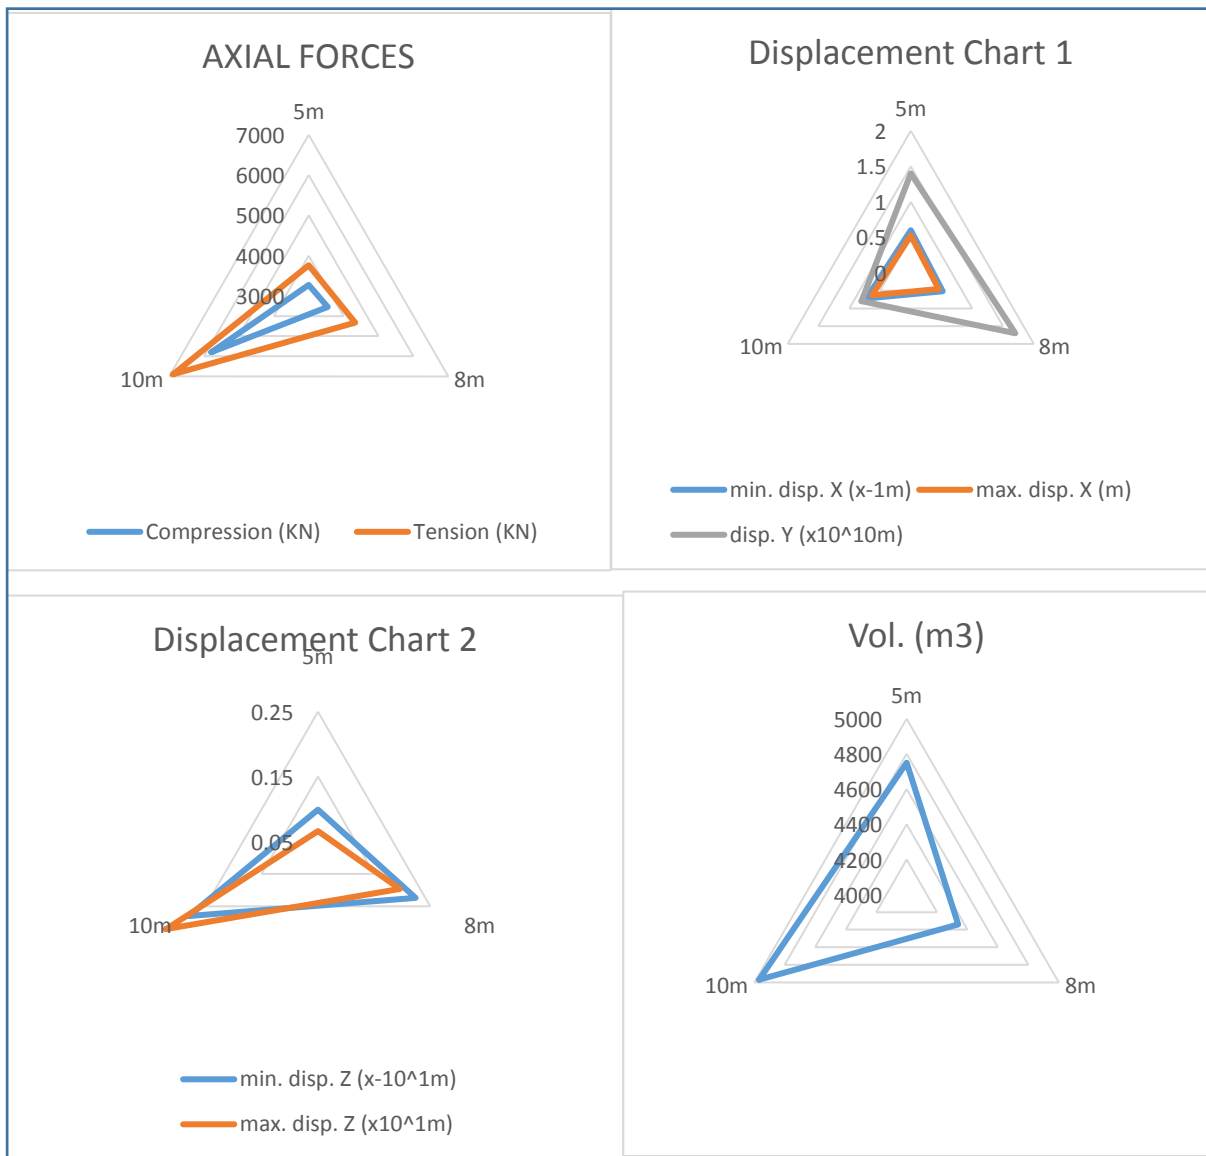 AXIAL FORCES
5m
7000
6000
5000
4000
3000
10m
8m
Compression (KN)
Tension (KN)
Displacement Chart 1
5m
2
1.5
1
0.5
0
10m
8m
min. disp. X (x-1m)
max. disp. X (m)
disp. Y (x10^10m)
Displacement Chart 2
5m
0.25
0.15
0.05
10m
8m
min. disp. Z (x-10^1m)
max. disp. Z (x10^1m)
Vol. (m3)
5m
5000
4800
4600
4400
4200
4000
10m
8m